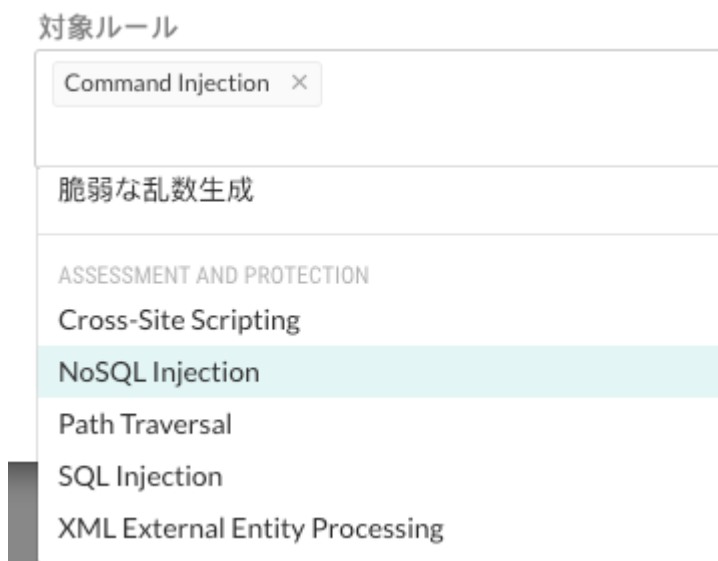 対象ルール
Command Injection ×
脆弱な乱数生成
ASSESSMENT AND PROTECTION
Cross-Site Scripting
NoSQL Injection
Path Traversal
SQL Injection
XML External Entity Processing